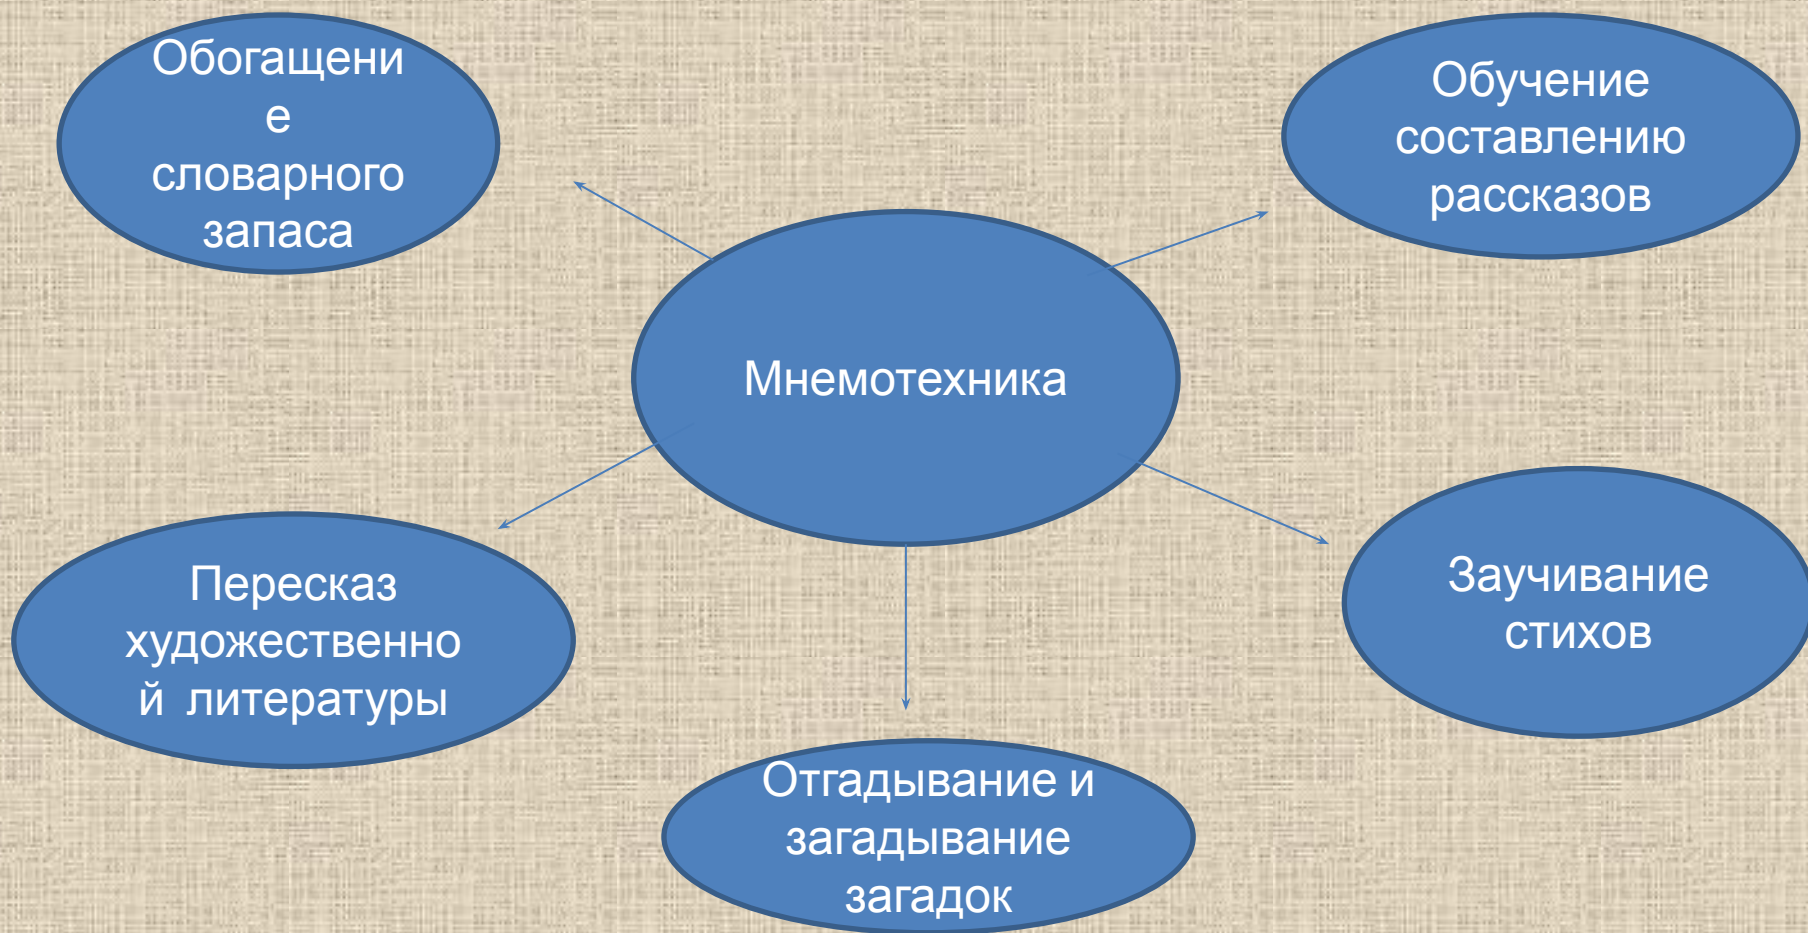 Обогащени
е
словарного
запаса
Обучение
составлению
рассказов
Мнемотехника
Пересказ
художественно
й литературы
Заучивание
стихов
Отгадывание и
загадывание
загадок